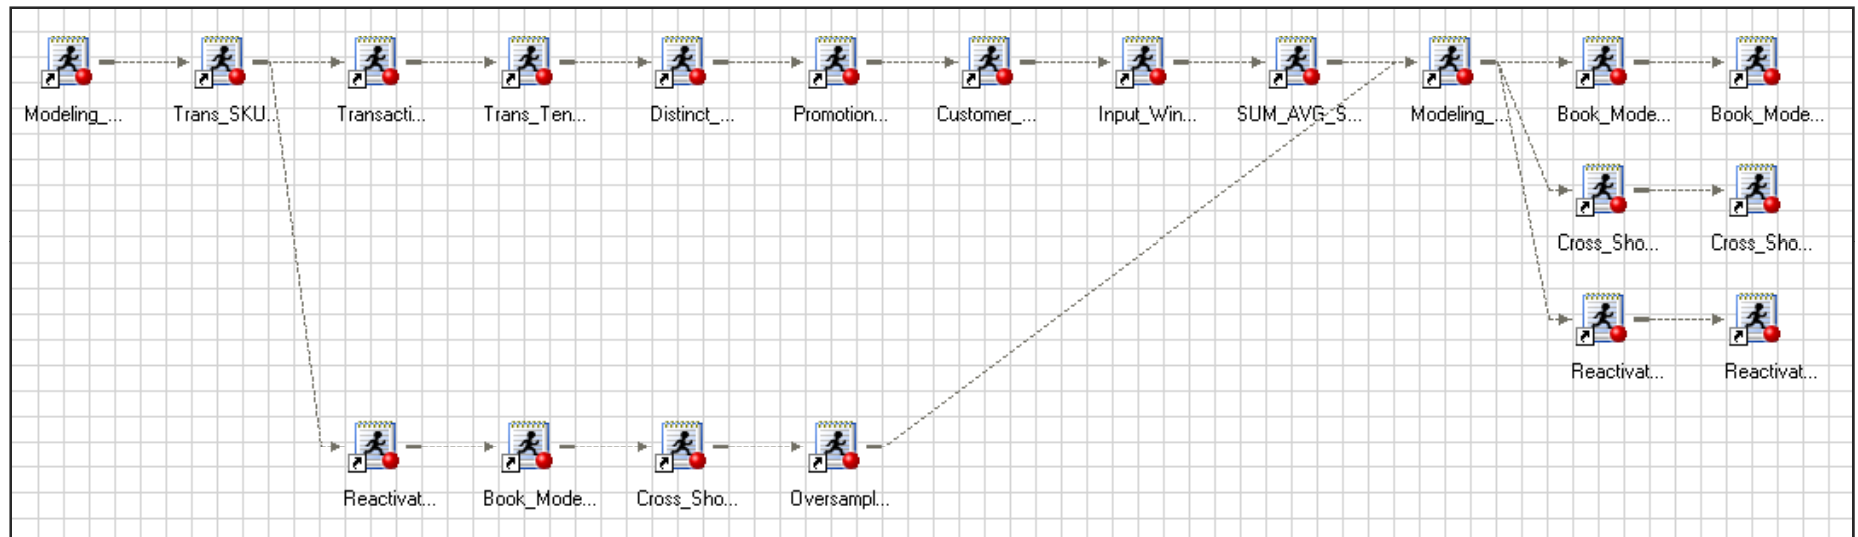 Modeling_...
Trans_SKU...
Transacti...
Trans_Ten...
Distinct_...
Promotion...
Customer_...
Input_Win...
SUM_AVG_S...
Modeling_...
Book_Mode...
Book_Mode...
Cross_Sho...
Cross_Sho...
Reactivat...
Reactivat...
Reactivat...
Book_Mode...
Cross_Sho...
Oversampl...